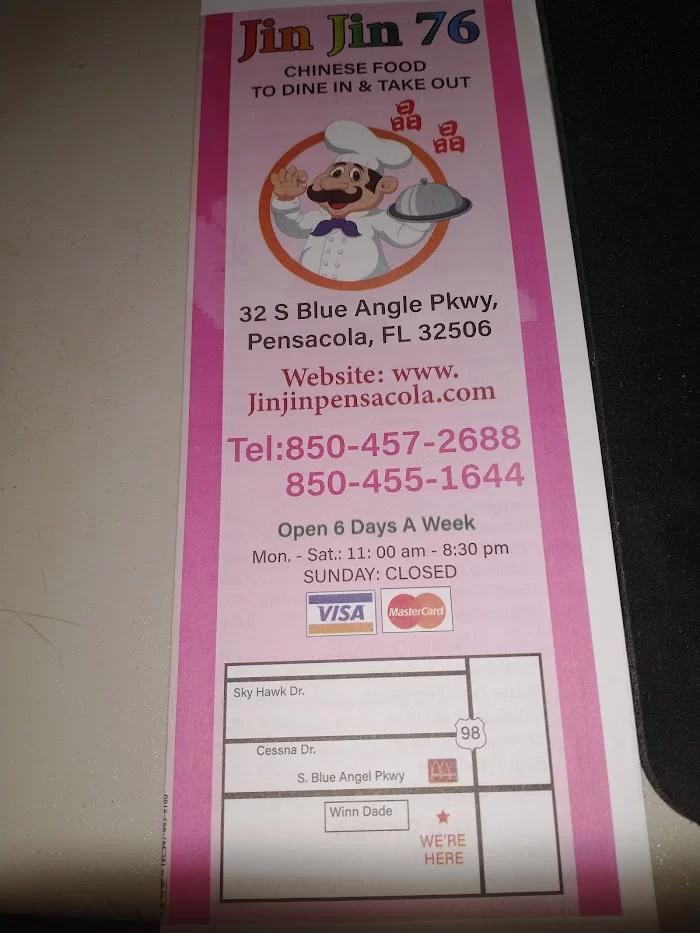 Jin Jin 76
CHINESE FOOD
TO DINE IN & TAKE OUT
32 S Blue Angle Pkwy,
Pensacola, FL 32506
Website: www.
Jinjinpensacola.com
Tel:850-457-2688
850-455-1644
Open 6 Days A Week
Mon. - Sat.: 11: 00 am - 8:30 pm
SUNDAY: CLOSED
VISA MasterCard
Sky Hawk Dr.
98
Cessna Dr.
S. Blue Angel Pkwy
Winn Dade
WE'RE
HERE